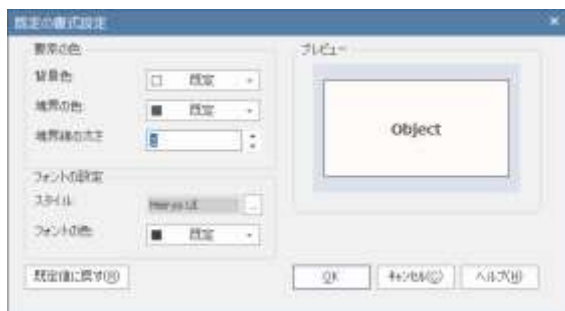 既定の書式設定
要素の色
背景色:
既定
境界の色:
既定
境界線の太さ
フォントの設定
スタイル:
Meiryo UI
...
フォントの色:
既定
既定値に戻す(R)
プレビュー
Object
OK
キャンセル(C)
ヘルプ(H)